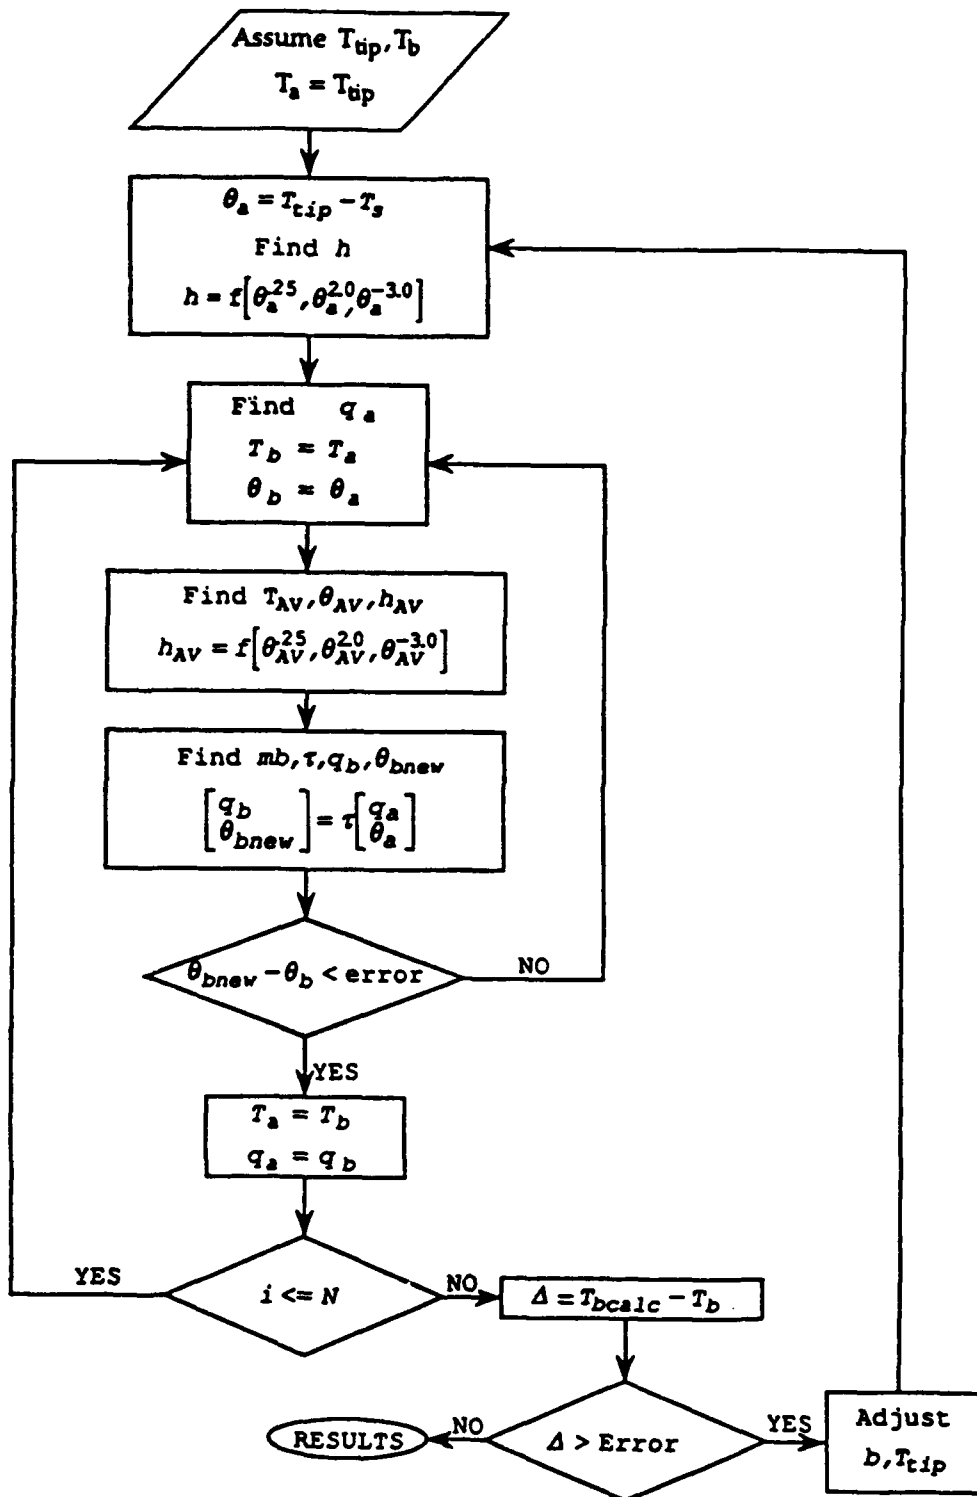 Assume T_tip, T_b
T_a = T_tip
θ_a = T_tip − T_s
Find h
h = f[θ_a^.25, θ_a^2.0, θ_a^-3.0]
Find q_a
T_b = T_a
θ_b = θ_a
Find T_AV, θ_AV, h_AV
h_AV = f[θ_AV^.25, θ_AV^2.0, θ_AV^-3.0]
Find mb, τ, q_b, θ_bnew
[q_b θ_bnew] = τ[q_a θ_a]
θ_bnew − θ_b < error
NO
YES
T_a = T_b
q_a = q_b
YES
i <= N
NO
Δ = T_bcalc − T_b
RESULTS
NO
Δ > Error
YES
Adjust
b, T_tip